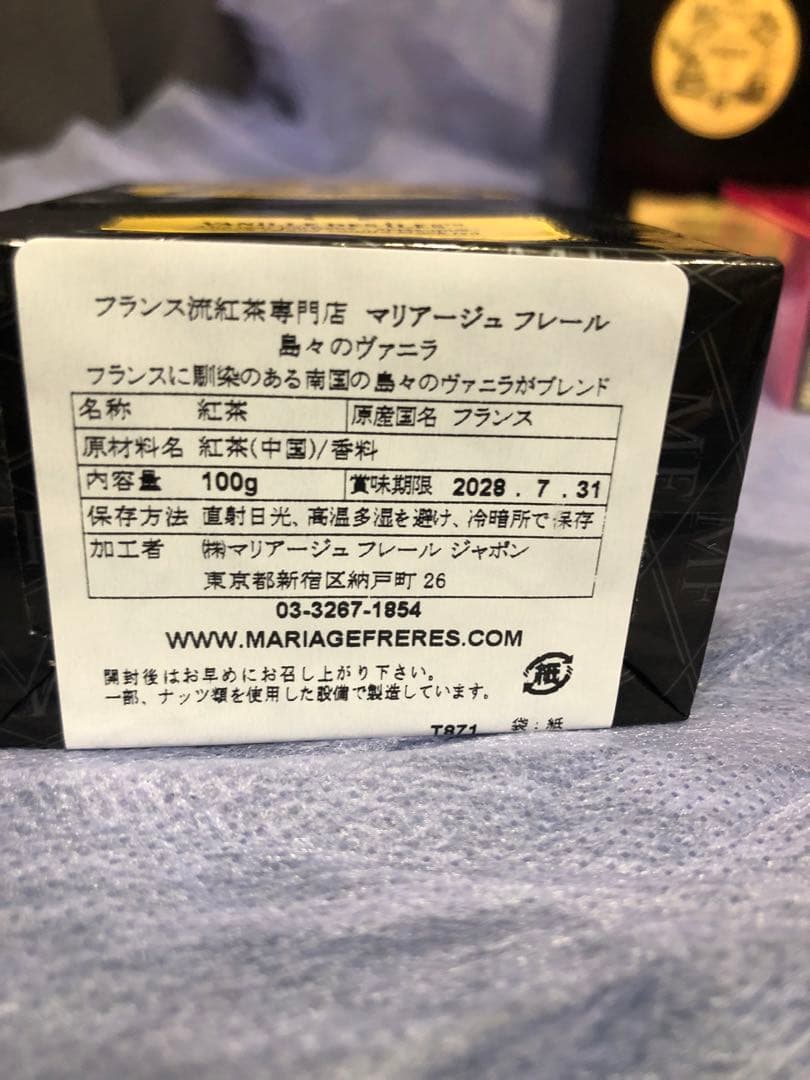 VANILLE DES ÎLES
フランス流紅茶専門店 マリアージュ フレール
島々のヴァニラ
フランスに馴染のある南国の島々のヴァニラがブレンド
名称 紅茶 原産国名 フランス
原材料名 紅茶(中国)/香料
内容量 100g 賞味期限 2028 . 7 . 31
保存方法 直射日光、高温多湿を避け、冷暗所で保存
加工者 ㈱マリアージュ フレール ジャポン
東京都新宿区納戸町 26
03-3267-1854
WWW.MARIAGEFRERES.COM
開封後はお早めにお召し上がり下さい。
一部、ナッツ類を使用した設備で製造しています。
紙
T871 袋:紙